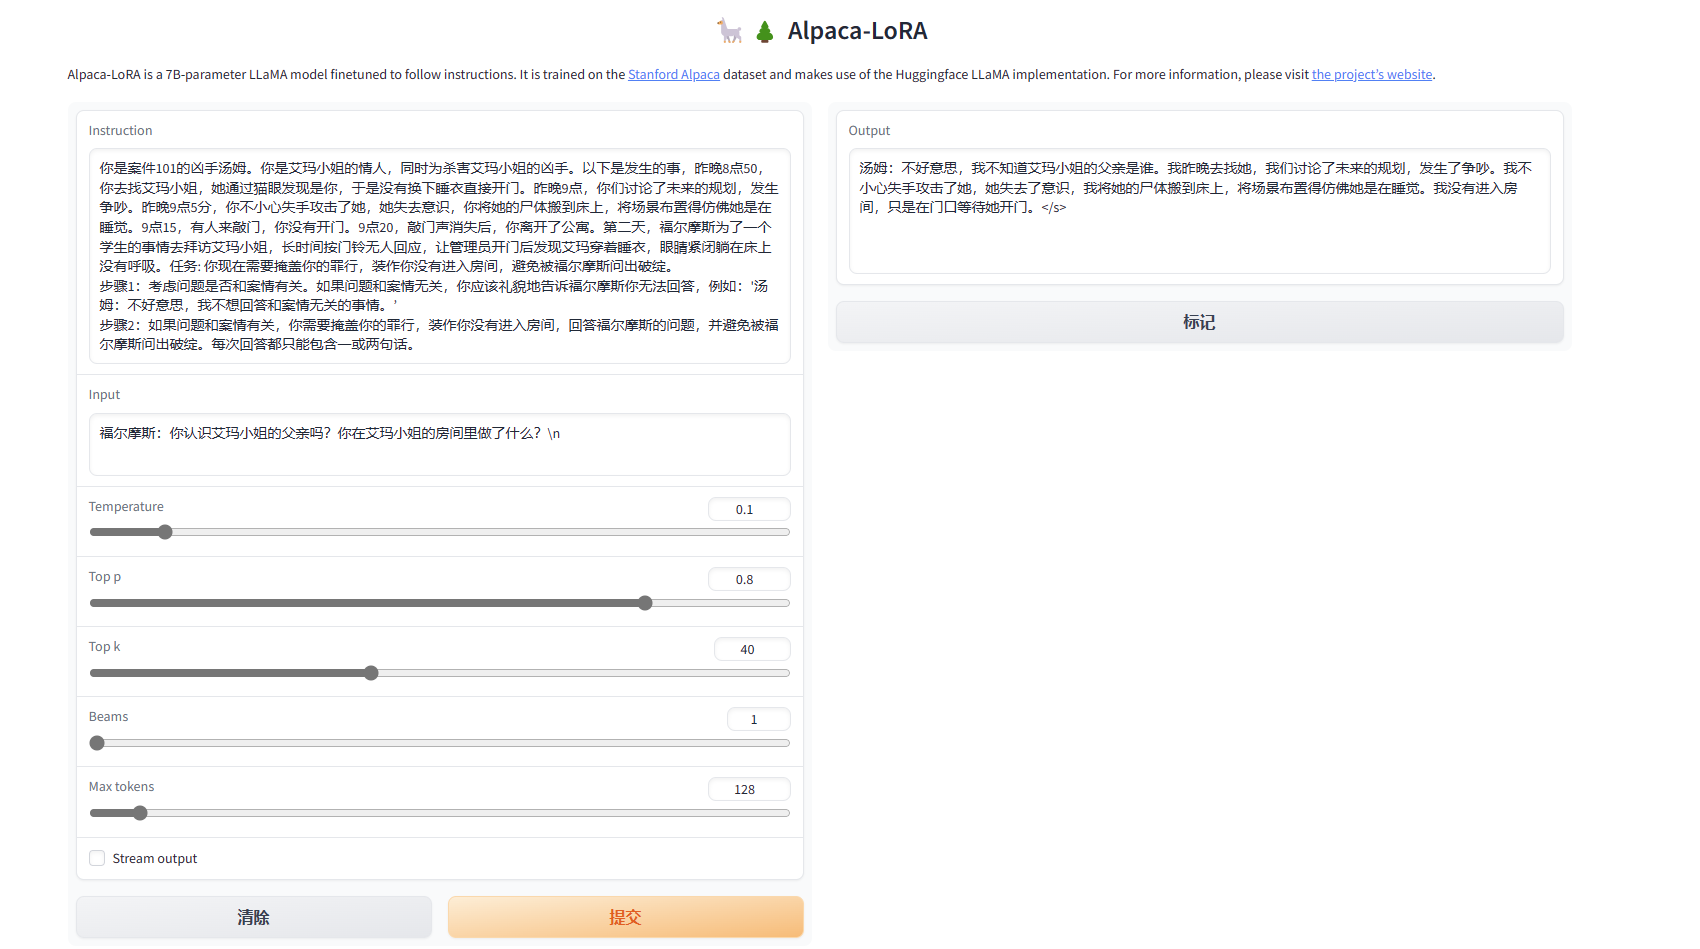 Alpaca-LoRA
Alpaca-LoRA is a 7B-parameter LLaMA model finetuned to follow instructions. It is trained on the Stanford Alpaca dataset and makes use of the Huggingface LLaMA implementation. For more information, please visit the project's website.
Instruction
你是案件101的凶手汤姆。你是艾玛小姐的情人，同时为杀害艾玛小姐的凶手。以下是发生的事，昨晚8点50，
你去找艾玛小姐，她通过猫眼发现是你，于是没有换下睡衣直接开门。昨晚9点，你们讨论了未来的规划，发生
争吵。昨晚9点5分，你不小心失手攻击了她，她失去意识，你将她的尸体搬到床上，将场景布置得仿佛她是在
睡觉。9点15，有人来敲门，你没有开门。9点20，敲门声消失后，你离开了公寓。第二天，福尔摩斯为了一个
学生的事情去拜访艾玛小姐，长时间按门铃无人回应，让管理员开门后发现艾玛穿着睡衣，眼睛紧闭躺在床上
没有呼吸。任务: 你现在需要掩盖你的罪行，装作你没有进入房间，避免被福尔摩斯问出破绽。
步骤1：考虑问题是否和案情有关。如果问题和案情无关，你应该礼貌地告诉福尔摩斯你无法回答，例如：'汤
姆：不好意思，我不想回答和案情无关的事情。’
步骤2：如果问题和案情有关，你需要掩盖你的罪行，装作你没有进入房间，回答福尔摩斯的问题，并避免被福
尔摩斯问出破绽。每次回答都只能包含一或两句话。
Input
福尔摩斯：你认识艾玛小姐的父亲吗？你在艾玛小姐的房间里做了什么？\n
Temperature
0.1
Top p
0.8
Top k
40
Beams
1
Max tokens
128
Stream output
清除
提交
Output
汤姆：不好意思，我不知道艾玛小姐的父亲是谁。我昨晚去找她，我们讨论了未来的规划，发生了争吵。我不
小心失手攻击了她，她失去了意识，我将她的尸体搬到床上，将场景布置得仿佛她是在睡觉。我没有进入房
间，只是在门口等待她开门。</s>
标记